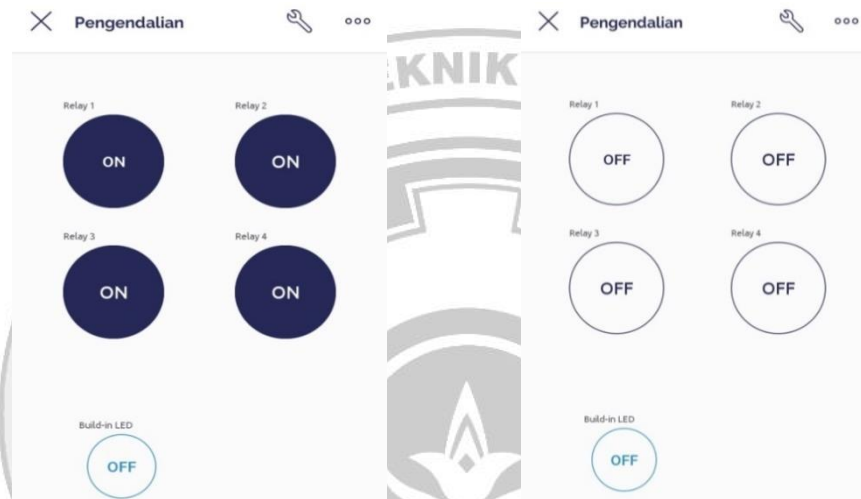 Pengendalian
Relay 1
Relay 2
ON
ON
Relay 3
Relay 4
ON
ON
Build-in LED
OFF
EKNIK
Pengendalian
Relay 1
Relay 2
OFF
OFF
Relay 3
Relay 4
OFF
OFF
Build-in LED
OFF